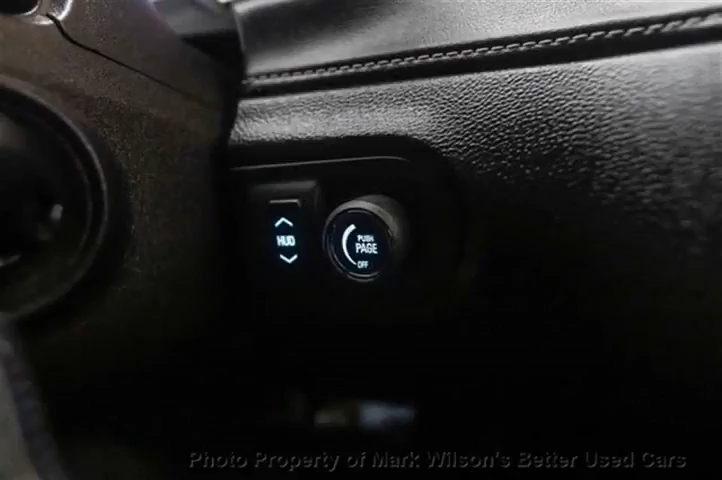 HUD
PUSH
PAGE
OFF
Photo Property of Mark Wilson's Better Used Cars